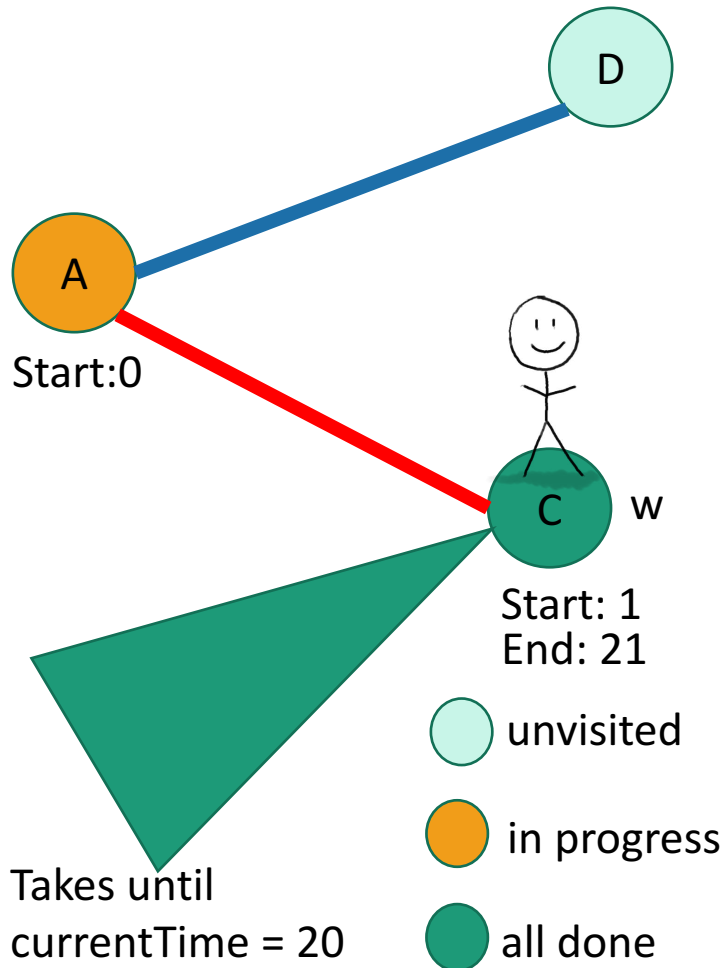 D
A
Start:0
C
w
Start: 1
End: 21
unvisited
in progress
Takes until
currentTime = 20
all done